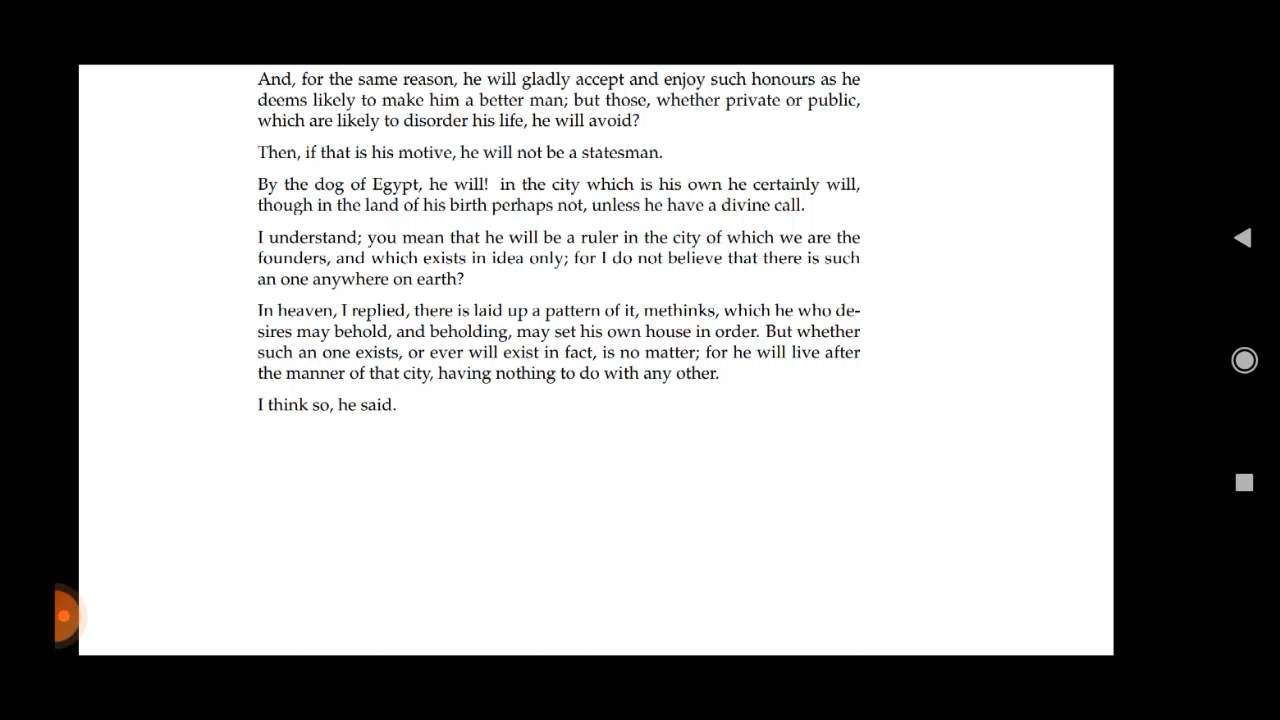 And, for the same reason, he will gladly accept and enjoy such honours as he
deems likely to make him a better man; but those, whether private or public,
which are likely to disorder his life, he will avoid?
Then, if that is his motive, he will not be a statesman.
By the dog of Egypt, he will! in the city which is his own he certainly will,
though in the land of his birth perhaps not, unless he have a divine call.
I understand; you mean that he will be a ruler in the city of which we are the
founders, and which exists in idea only; for I do not believe that there is such
an one anywhere on earth?
In heaven, I replied, there is laid up a pattern of it, methinks, which he who de-
sires may behold, and beholding, may set his own house in order. But whether
such an one exists, or ever will exist in fact, is no matter; for he will live after
the manner of that city, having nothing to do with any other.
I think so, he said.